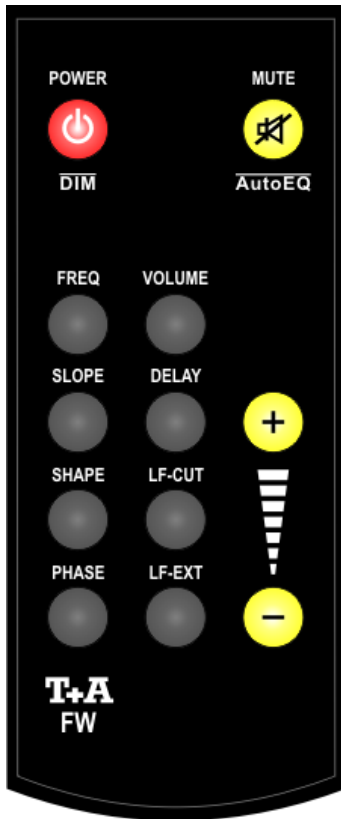 POWER MUTE
DIM AutoEQ
FREQ VOLUME
SLOPE DELAY
+
SHAPE LF-CUT
PHASE LF-EXT
−
T+A
FW